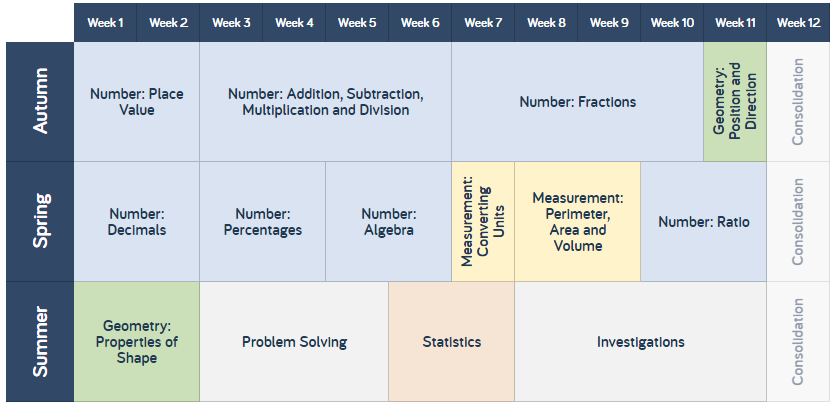 Week 1 Week 2 Week 3 Week 4 Week 5 Week 6 Week 7 Week 8 Week 9 Week 10 Week 11 Week 12
Autumn
Number: Place
Value
Number: Addition, Subtraction,
Multiplication and Division
Number: Fractions
Geometry:
Position and
Direction
Consolidation
Spring
Number:
Decimals
Number:
Percentages
Number:
Algebra
Measurement:
Converting
Units
Measurement:
Perimeter,
Area and
Volume
Number: Ratio
Consolidation
Summer
Geometry:
Properties of
Shape
Problem Solving
Statistics
Investigations
Consolidation